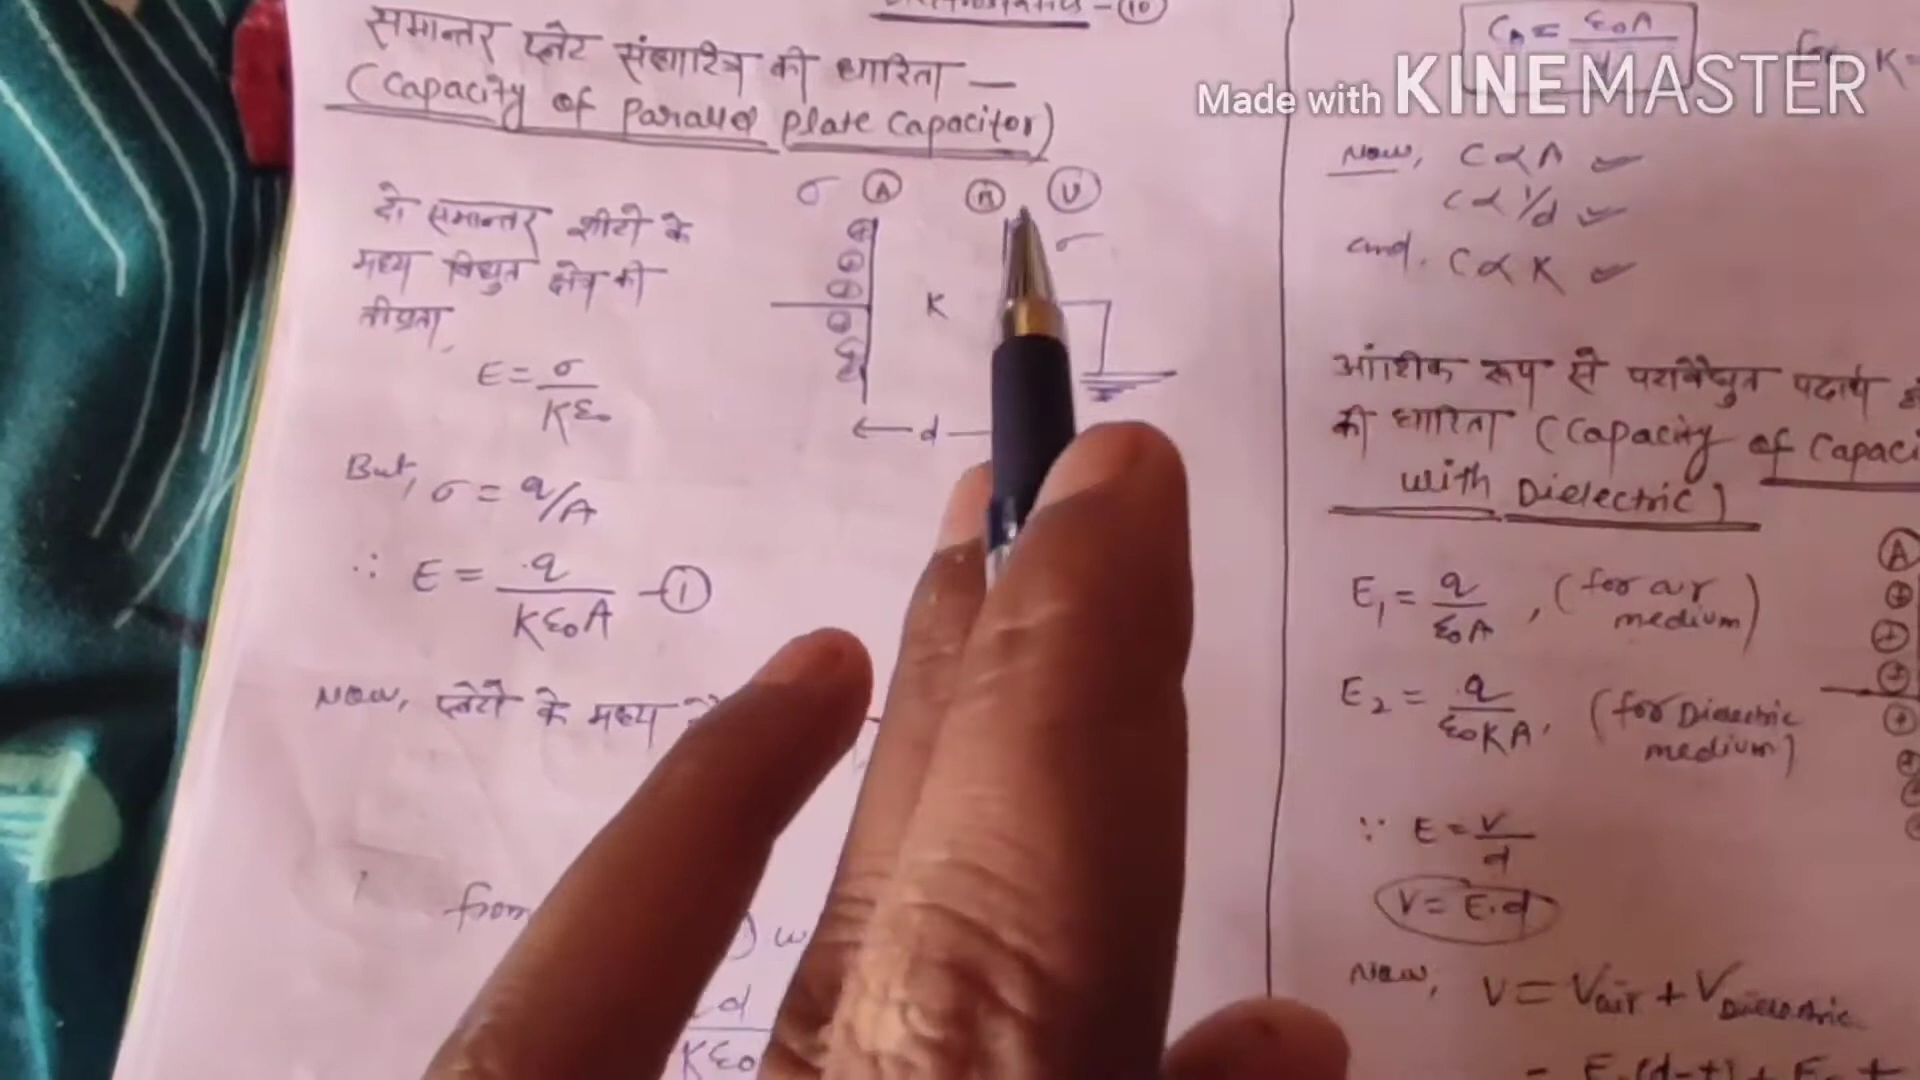 समान्तर प्लेट संधारित्र की धारिता —
(Capacity of Parallel plate Capacitor)
σ A B U
दो समान्तर शीटो के
मध्य विद्युत क्षेत्र की
तीव्रता,
K
σ
E = σ/Kε₀
← d —
But, σ = q/A
∴ E = q/Kε₀A —①
Now, प्लेटो के मध्य
from
d
Kε₀
ε₀A
for K=
Made with KINEMASTER
Now, C ∝ A ✓
C ∝ 1/d ✓
and. C ∝ K ✓
आंशिक रूप से परावैद्युत पदार्थ
की धारिता (Capacity of Capaci
with Dielectric)
A
E₁ = q/ε₀A , (for air medium)
E₂ = q/ε₀KA, (for Dielectric medium)
∵ E = V/d
V = E.d
Now, V = Vair + VDielectric